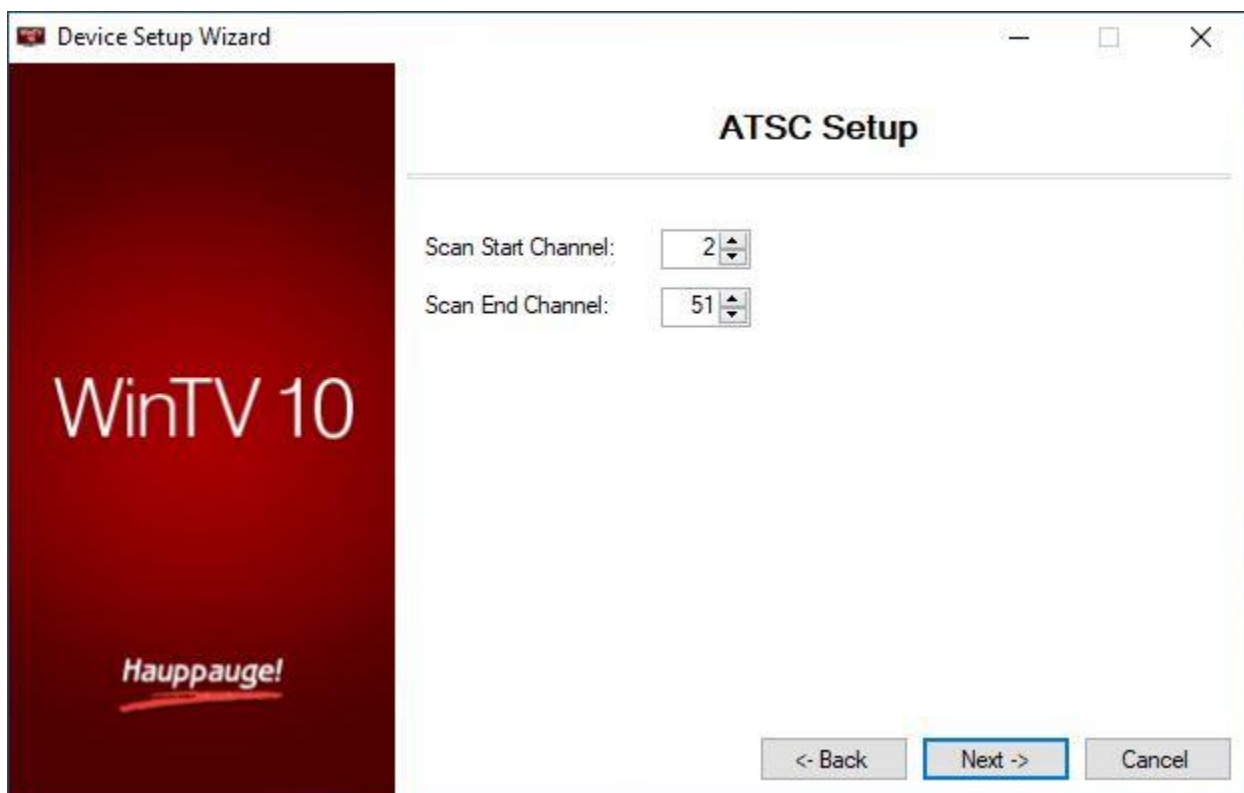 Device Setup Wizard
ATSC Setup
Scan Start Channel: 2
Scan End Channel: 51
WinTV 10
Hauppauge!
<- Back Next -> Cancel